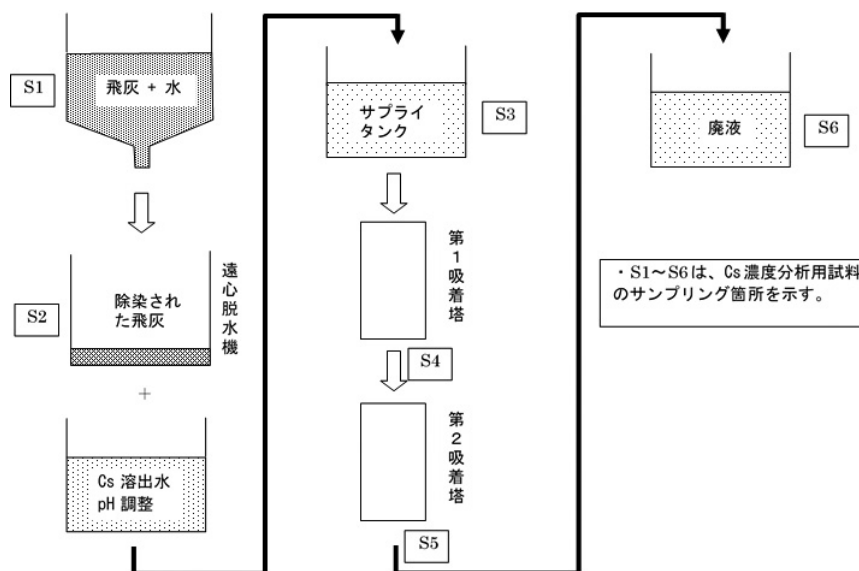 S1
飛灰 + 水
S2
除染され
た飛灰
遠心脱水機
+
Cs 溶出水
pH 調整
サプライ
タンク
S3
第1吸着塔
S4
第2吸着塔
S5
廃液
S6
・S1～S6は、Cs濃度分析用試料
のサンプリング箇所を示す。